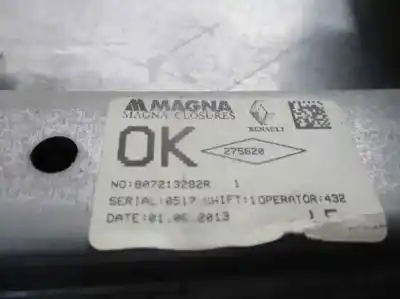 MAGNA
MAGNA CLOSURES
RENAULT
OK
275620
NO:807213282R 1
SERIAL:0517 SHIFT:1 OPERATOR:432
DATE:01.06.2013